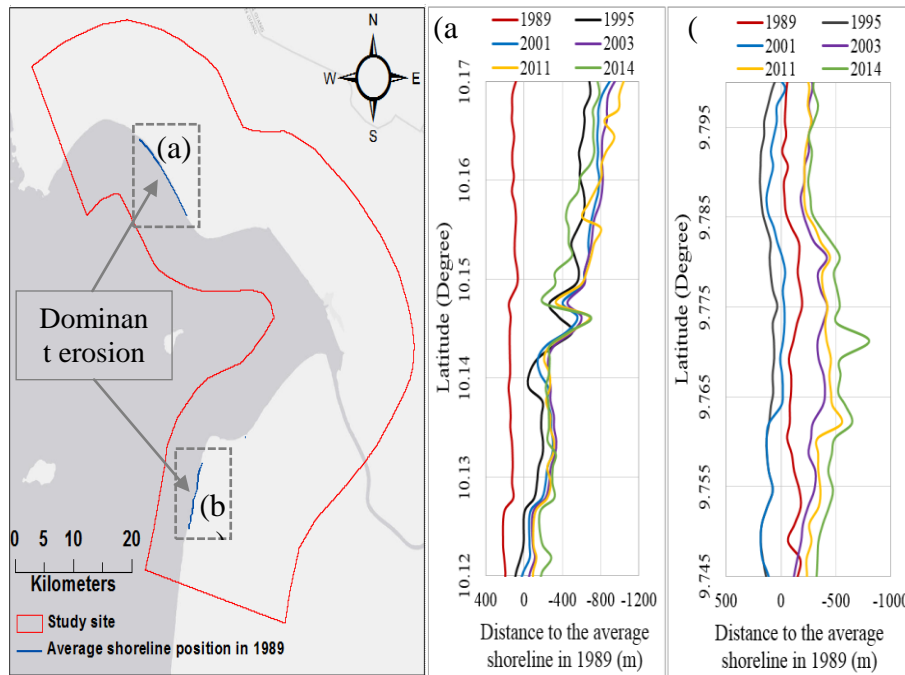 N
W E
S
(a)
Dominan
t erosion
(b
0 5 10 20
Kilometers
Study site
Average shoreline position in 1989
(a
1989 1995
2001 2003
2011 2014
10.17
10.16
10.15
10.14
10.13
10.12
Latitude (Degree)
400 0 -400 -800 -1200
Distance to the average
shoreline in 1989 (m)
(
1989 1995
2001 2003
2011 2014
9.795
9.785
9.775
9.765
9.755
9.745
Latitude (Degree)
500 0 -500 -1000
Distance to the average
shoreline in 1989 (m)